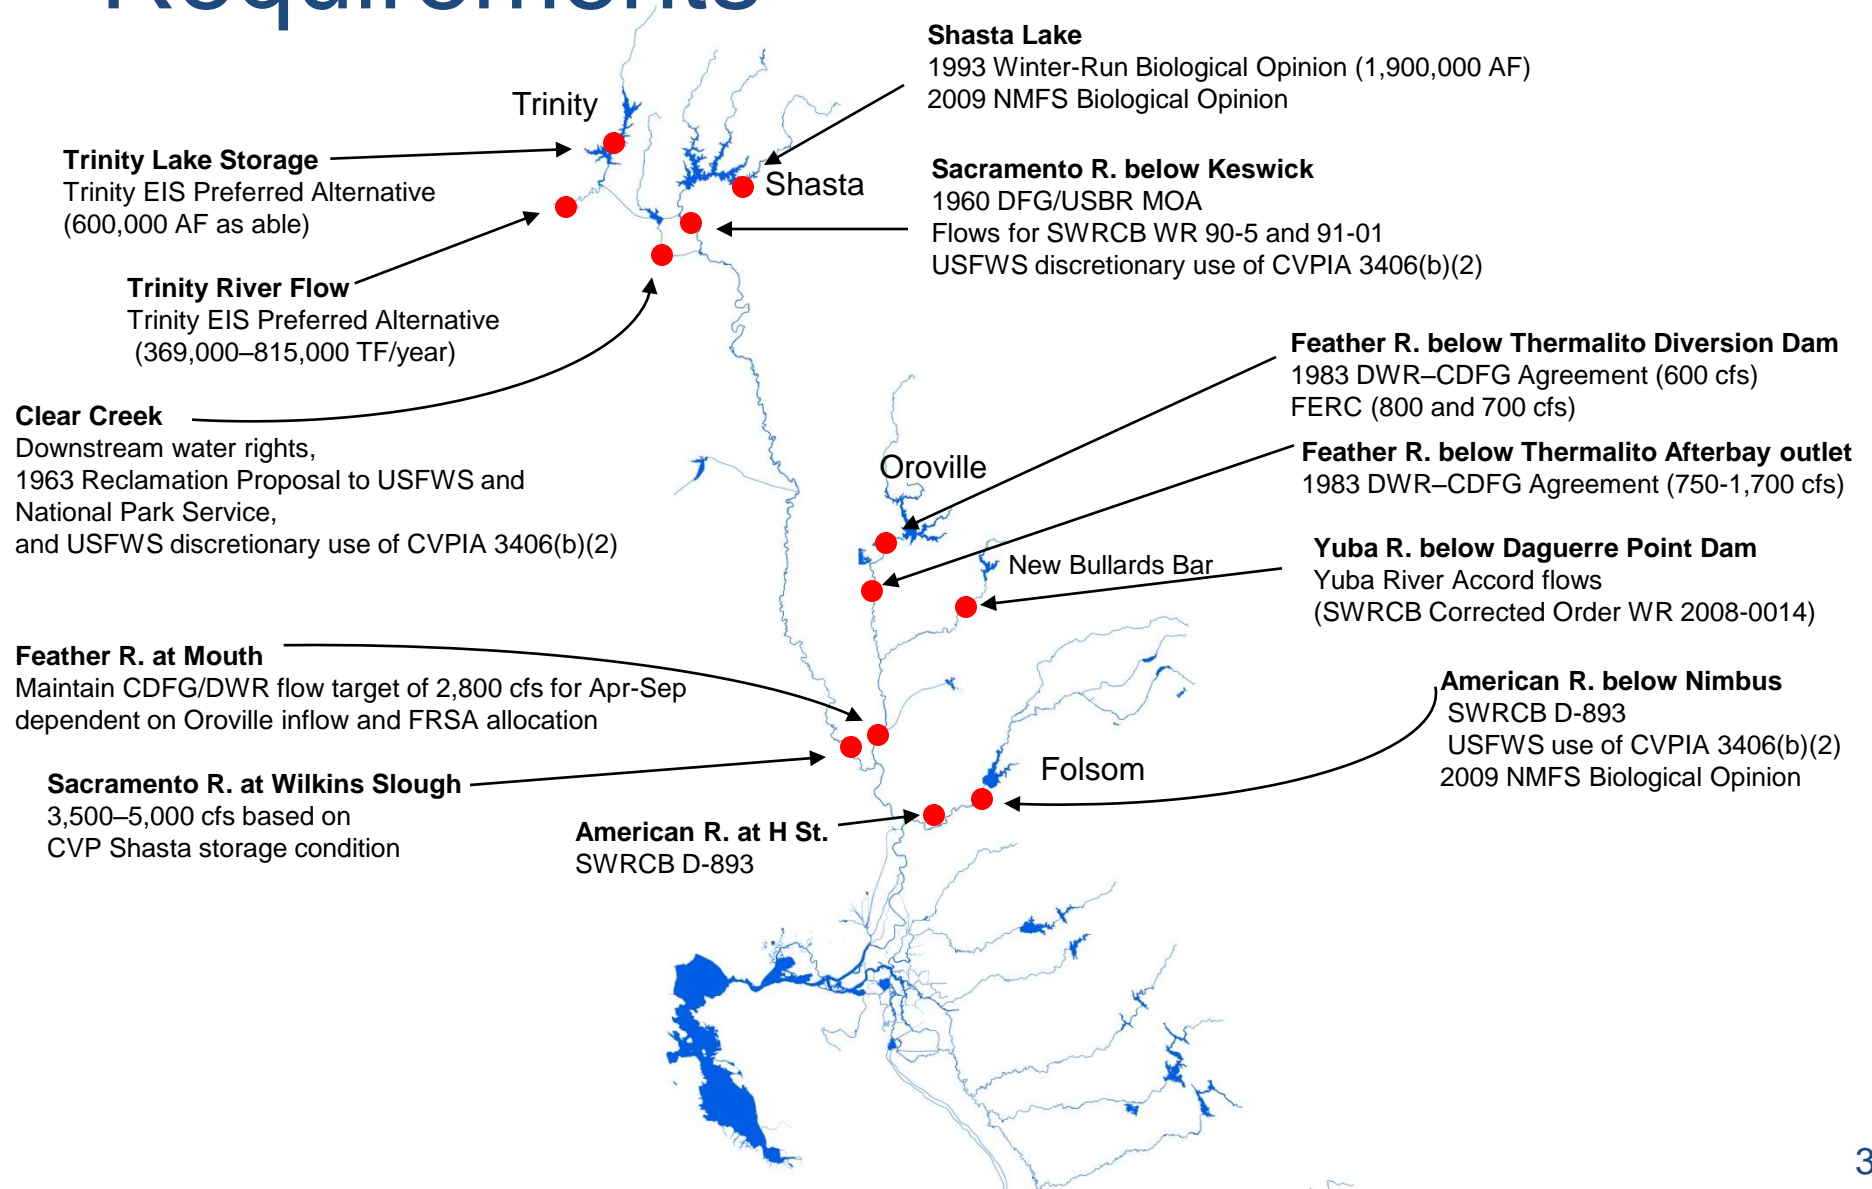 Requirements
Shasta Lake
1993 Winter-Run Biological Opinion (1,900,000 AF)
2009 NMFS Biological Opinion
Trinity
Trinity Lake Storage
Trinity EIS Preferred Alternative
(600,000 AF as able)
Shasta
Sacramento R. below Keswick
1960 DFG/USBR MOA
Flows for SWRCB WR 90-5 and 91-01
USFWS discretionary use of CVPIA 3406(b)(2)
Trinity River Flow
Trinity EIS Preferred Alternative
(369,000–815,000 TF/year)
Feather R. below Thermalito Diversion Dam
1983 DWR–CDFG Agreement (600 cfs)
FERC (800 and 700 cfs)
Clear Creek
Downstream water rights,
1963 Reclamation Proposal to USFWS and
National Park Service,
and USFWS discretionary use of CVPIA 3406(b)(2)
Oroville
Feather R. below Thermalito Afterbay outlet
1983 DWR–CDFG Agreement (750-1,700 cfs)
New Bullards Bar
Yuba R. below Daguerre Point Dam
Yuba River Accord flows
(SWRCB Corrected Order WR 2008-0014)
Feather R. at Mouth
Maintain CDFG/DWR flow target of 2,800 cfs for Apr-Sep
dependent on Oroville inflow and FRSA allocation
American R. below Nimbus
SWRCB D-893
USFWS use of CVPIA 3406(b)(2)
2009 NMFS Biological Opinion
Folsom
Sacramento R. at Wilkins Slough
3,500–5,000 cfs based on
CVP Shasta storage condition
American R. at H St.
SWRCB D-893
3